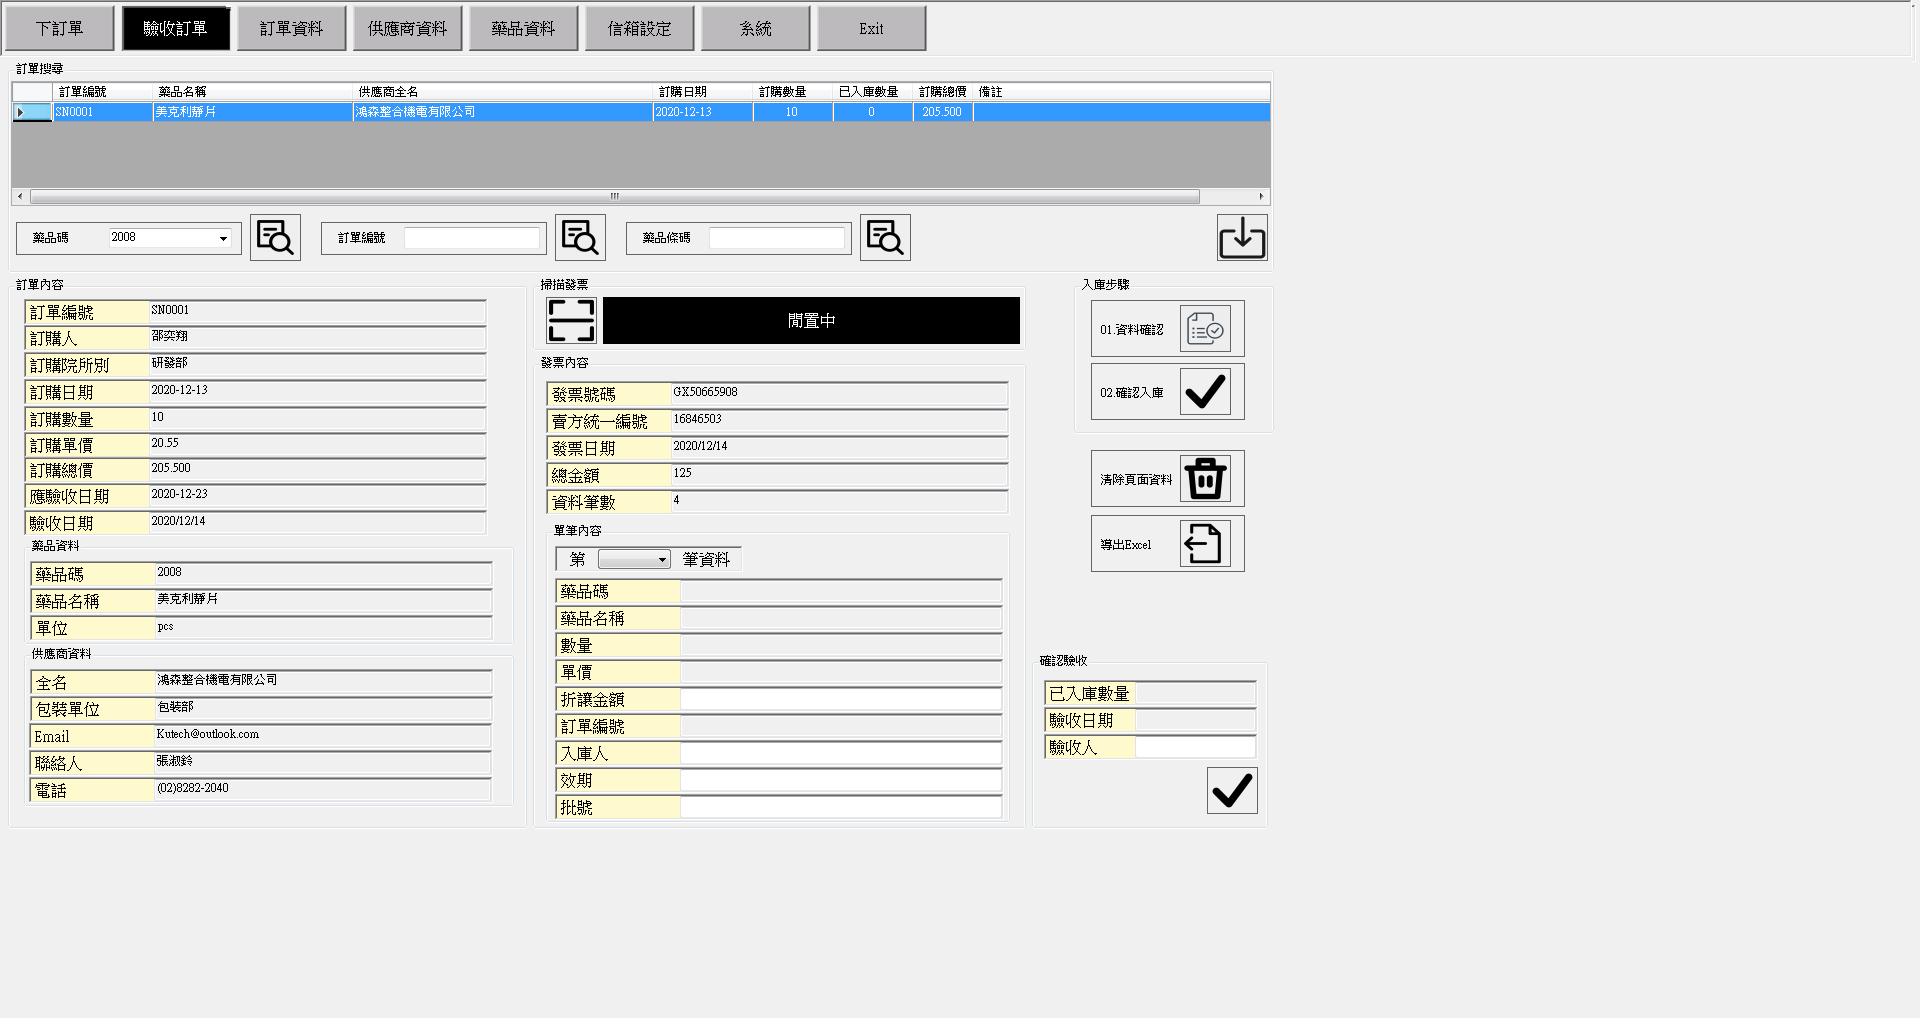 下訂單 驗收訂單 訂單資料 供應商資料 藥品資料 信箱設定 系統 Exit
訂單搜尋
訂單編號 藥品名稱 供應商全名 訂購日期 訂購數量 已入庫數量 訂購總價 備註
SN0001 美克利靜片 鴻森整合機電有限公司 2020-12-13 10 0 205.500
藥品碼 2008 訂單編號 藥品條碼
訂單內容
訂單編號 SN0001
訂購人 邵奕翔
訂購院所別 研發部
訂購日期 2020-12-13
訂購數量 10
訂購單價 20.55
訂購總價 205.500
應驗收日期 2020-12-23
驗收日期 2020/12/14
藥品資料
藥品碼 2008
藥品名稱 美克利靜片
單位 pcs
供應商資料
全名 鴻森整合機電有限公司
包裝單位 包裝部
Email Kutech@outlook.com
聯絡人 張淑鈴
電話 (02)8282-2040
掃描發票
閒置中
發票內容
發票號碼 GX50665908
賣方統一編號 16846503
發票日期 2020/12/14
總金額 125
資料筆數 4
單筆內容
第 筆資料
藥品碼
藥品名稱
數量
單價
折讓金額
訂單編號
入庫人
效期
批號
入庫步驟
01.資料確認
02.確認入庫
清除頁面資料
導出Excel
確認驗收
已入庫數量
驗收日期
驗收人